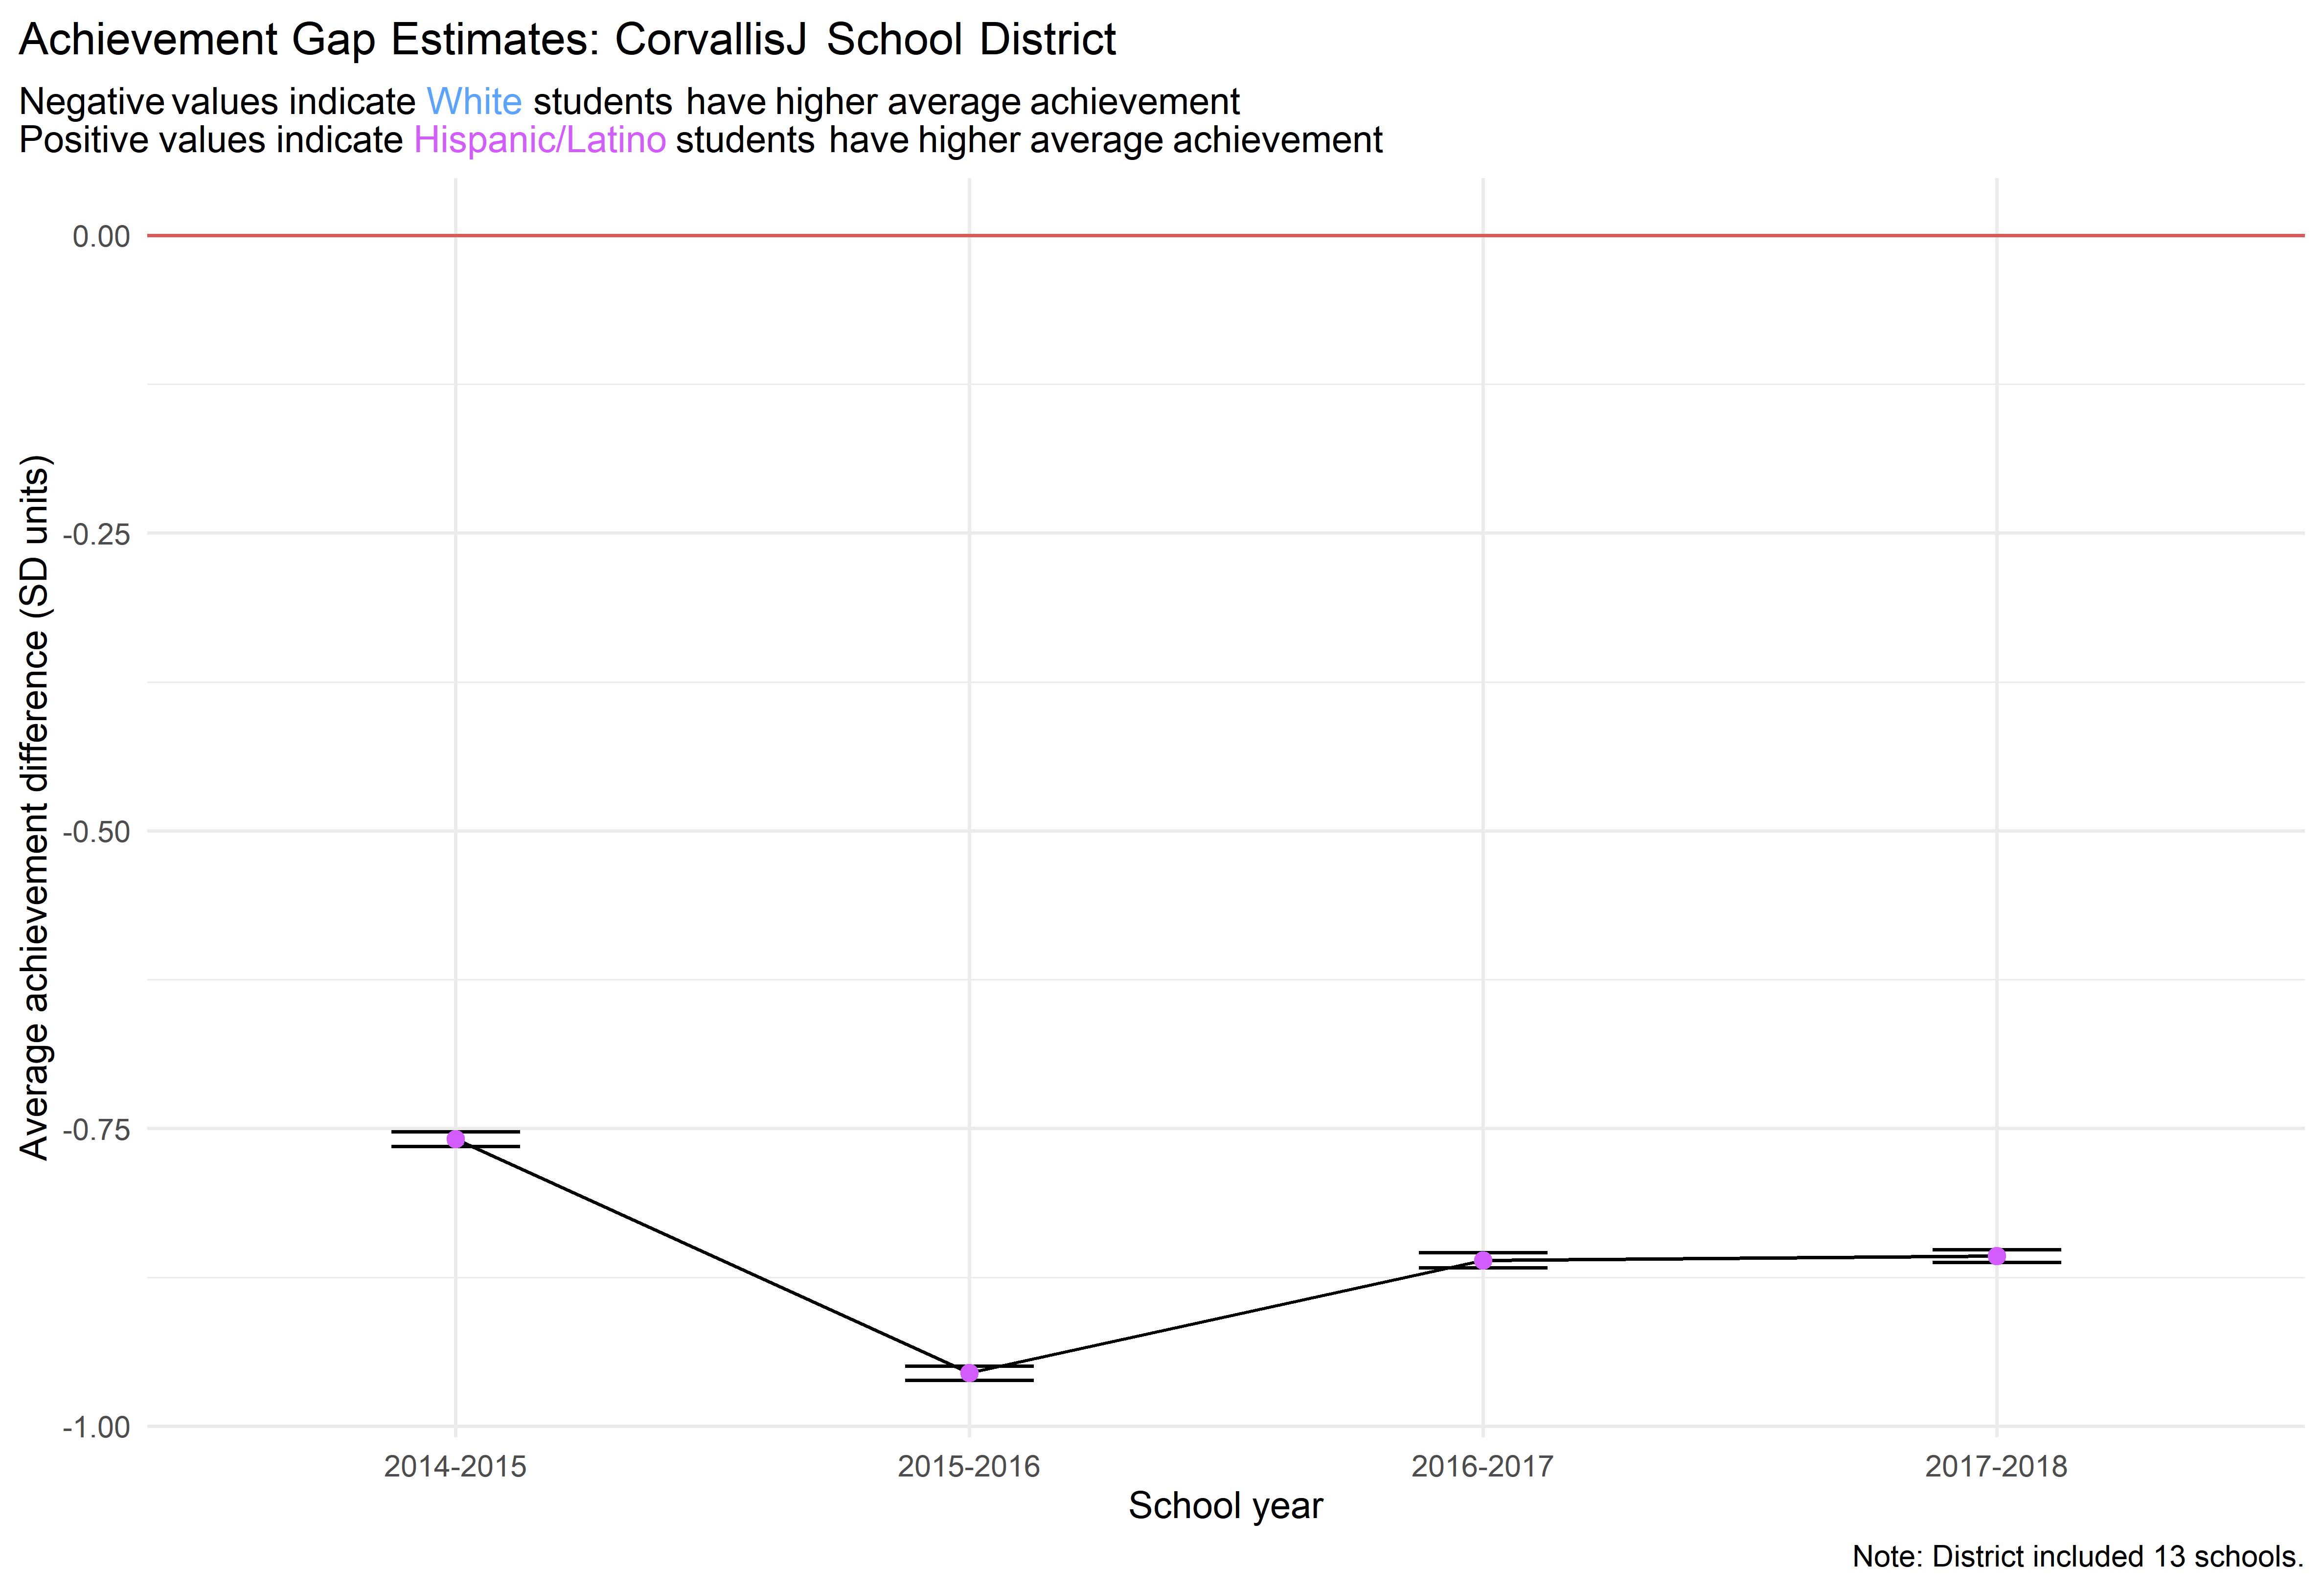 Achievement Gap Estimates: CorvallisJ School District
Negative values indicate White students have higher average achievement
Positive values indicate Hispanic/Latino students have higher average achievement
Average achievement difference (SD units)
0.00
-0.25
-0.50
-0.75
-1.00
2014-2015
2015-2016
2016-2017
2017-2018
School year
Note: District included 13 schools.